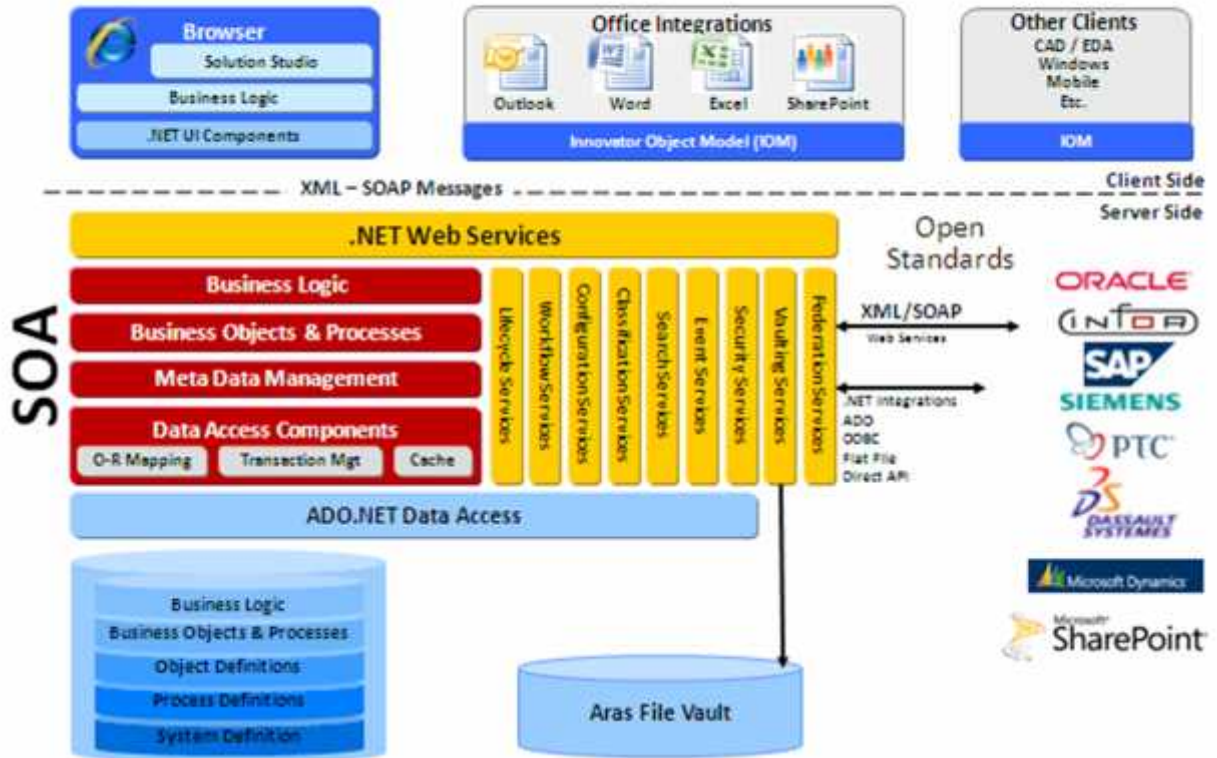 Browser
Solution Studio
Business Logic
.NET UI Components
Office Integrations
Outlook
Word
Excel
SharePoint
Innovator Object Model (IOM)
Other Clients
CAD / EDA
Windows
Mobile
Etc.
IOM
XML – SOAP Messages
Client Side
Server Side
SOA
.NET Web Services
Business Logic
Business Objects & Processes
Meta Data Management
Data Access Components
O-R Mapping
Transaction Mgt
Cache
Lifecycle Services
Workflow Services
Configuration Services
Classification Services
Search Services
Event Services
Security Services
Vaulting Services
Federation Services
ADO.NET Data Access
Open
Standards
XML/SOAP
Web Services
.NET Integrations
ADO
ODBC
Flat File
Direct API
ORACLE
infor
SAP
SIEMENS
PTC
DS
DASSAULT
SYSTEMES
Microsoft Dynamics
Microsoft
SharePoint
Business Logic
Business Objects & Processes
Object Definitions
Process Definitions
System Definition
Aras File Vault